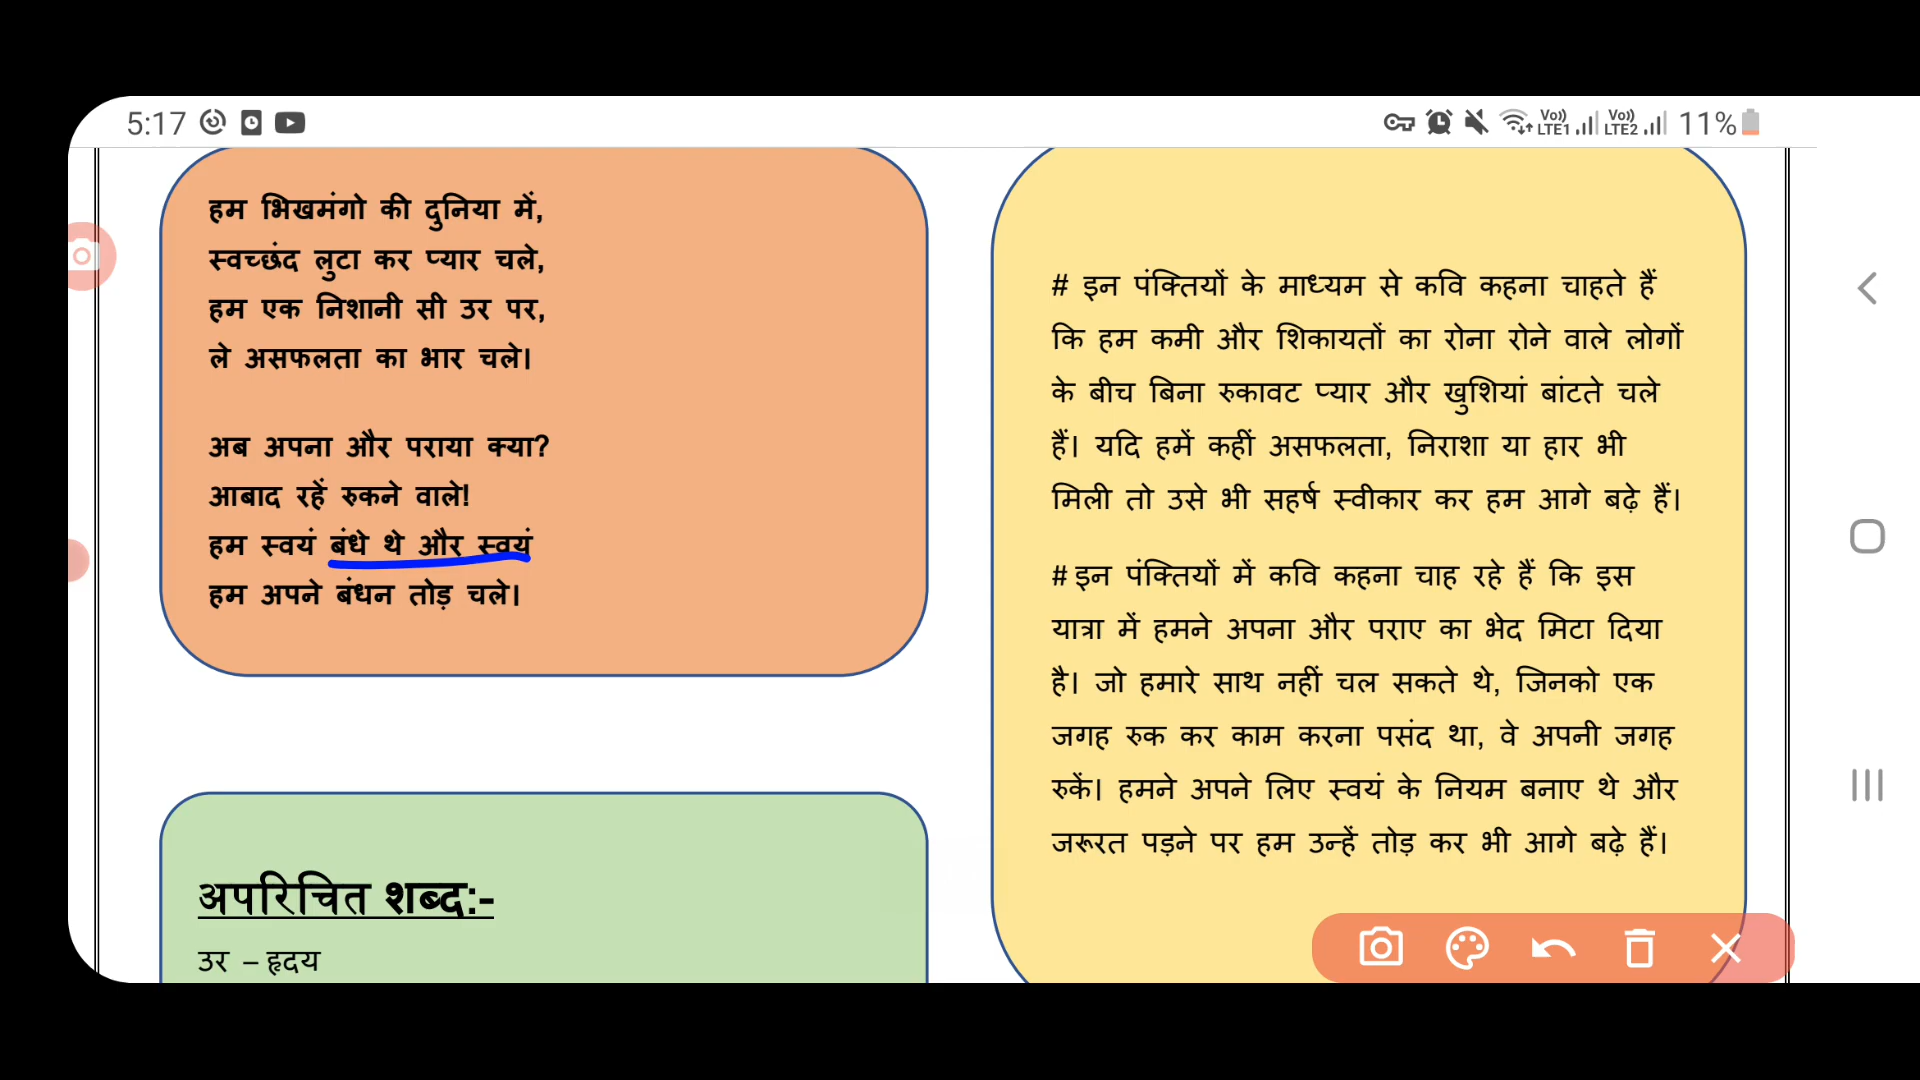 5:17
Vo)) LTE1 Vo)) LTE2 11%
हम भिखमंगो की दुनिया में,
स्वच्छंद लुटा कर प्यार चले,
हम एक निशानी सी उर पर,
ले असफलता का भार चले।
अब अपना और पराया क्या?
आबाद रहें रुकने वाले!
हम स्वयं बंधे थे और स्वयं
हम अपने बंधन तोड़ चले।
अपरिचित शब्द:-
उर – हृदय
# इन पंक्तियों के माध्यम से कवि कहना चाहते हैं
कि हम कमी और शिकायतों का रोना रोने वाले लोगों
के बीच बिना रुकावट प्यार और खुशियां बांटते चले
हैं। यदि हमें कहीं असफलता, निराशा या हार भी
मिली तो उसे भी सहर्ष स्वीकार कर हम आगे बढ़े हैं।
# इन पंक्तियों में कवि कहना चाह रहे हैं कि इस
यात्रा में हमने अपना और पराए का भेद मिटा दिया
है। जो हमारे साथ नहीं चल सकते थे, जिनको एक
जगह रुक कर काम करना पसंद था, वे अपनी जगह
रुकें। हमने अपने लिए स्वयं के नियम बनाए थे और
जरूरत पड़ने पर हम उन्हें तोड़ कर भी आगे बढ़े हैं।